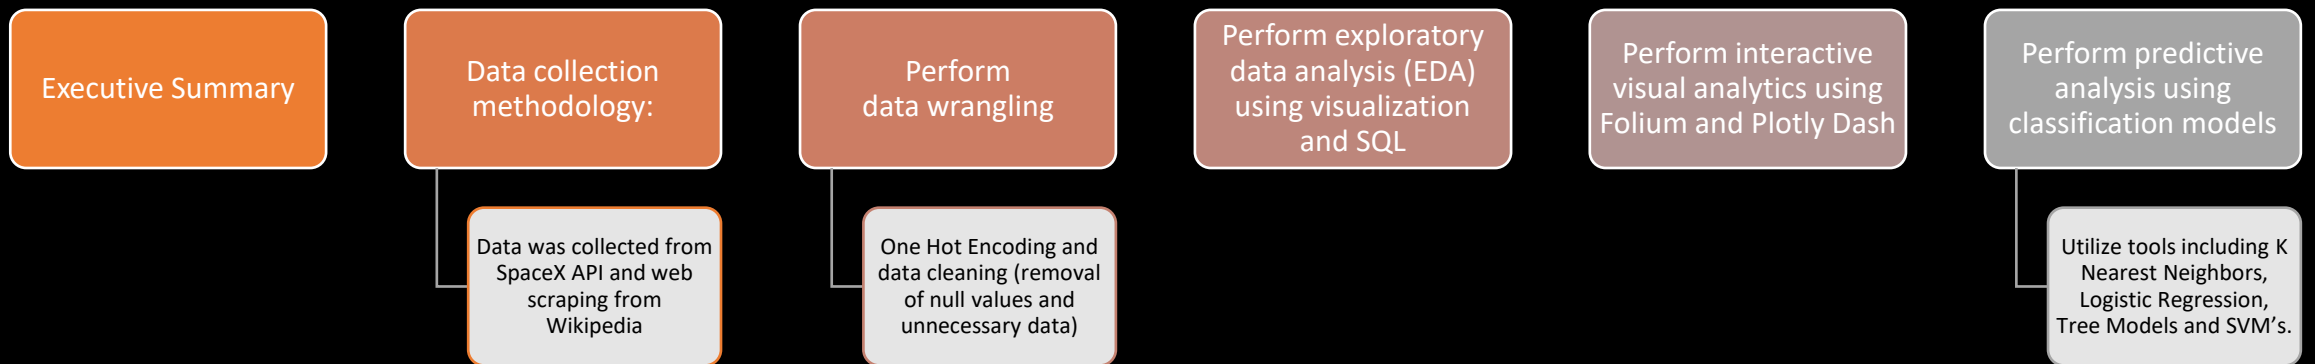 Executive Summary
Data collection
methodology:
Data was collected from
SpaceX API and web
scraping from
Wikipedia
Perform
data wrangling
One Hot Encoding and
data cleaning (removal
of null values and
unnecessary data)
Perform exploratory
data analysis (EDA)
using visualization
and SQL
Perform interactive
visual analytics using
Folium and Plotly Dash
Perform predictive
analysis using
classification models
Utilize tools including K
Nearest Neighbors,
Logistic Regression,
Tree Models and SVM's.